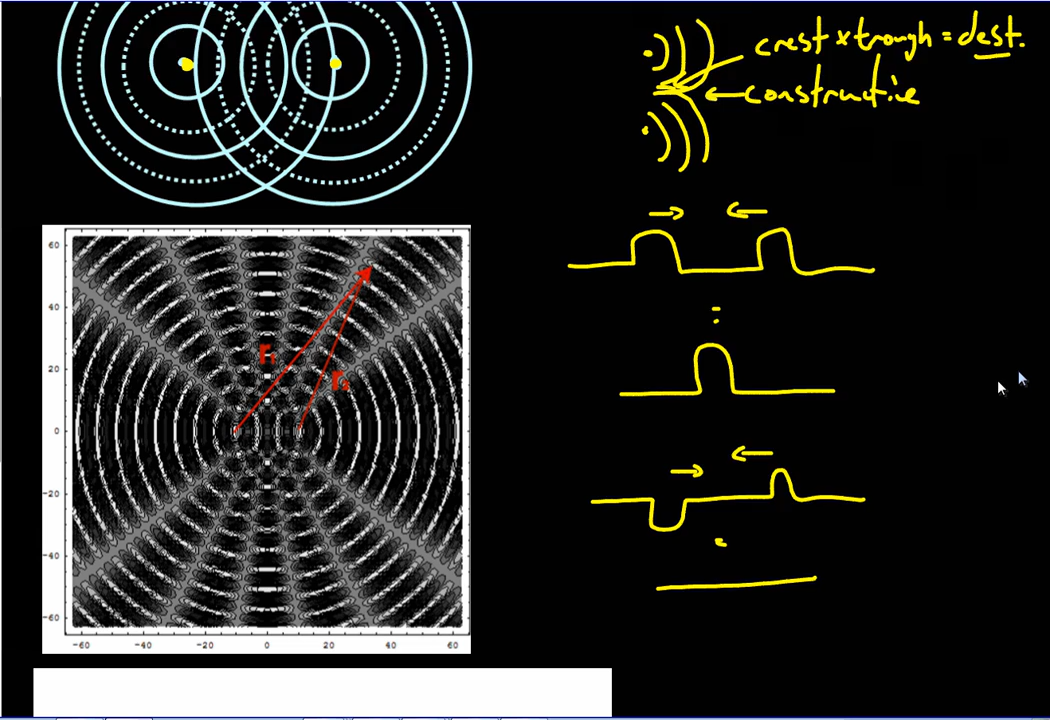 crest x trough = dest.
constructive
=
=
60
40
20
0
-20
-40
-60
-60 -40 -20 0 20 40 60
r₁
r₂